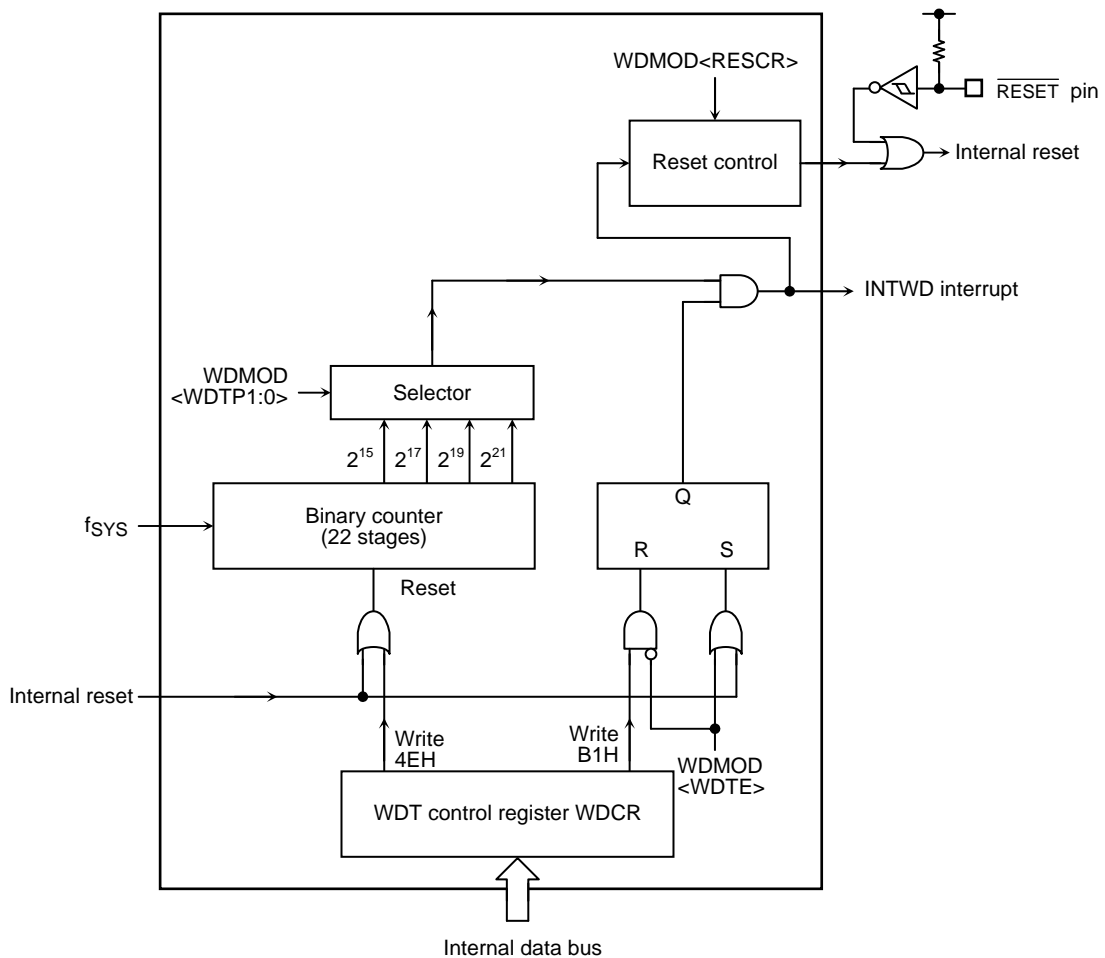 WDMOD<RESCR>
RESET pin
Reset control
Internal reset
INTWD interrupt
WDMOD
<WDTP1:0>
Selector
2^15 2^17 2^19 2^21
Q
fSYS
Binary counter
(22 stages)
R S
Reset
Internal reset
Write
4EH
Write
B1H
WDMOD
<WDTE>
WDT control register WDCR
Internal data bus